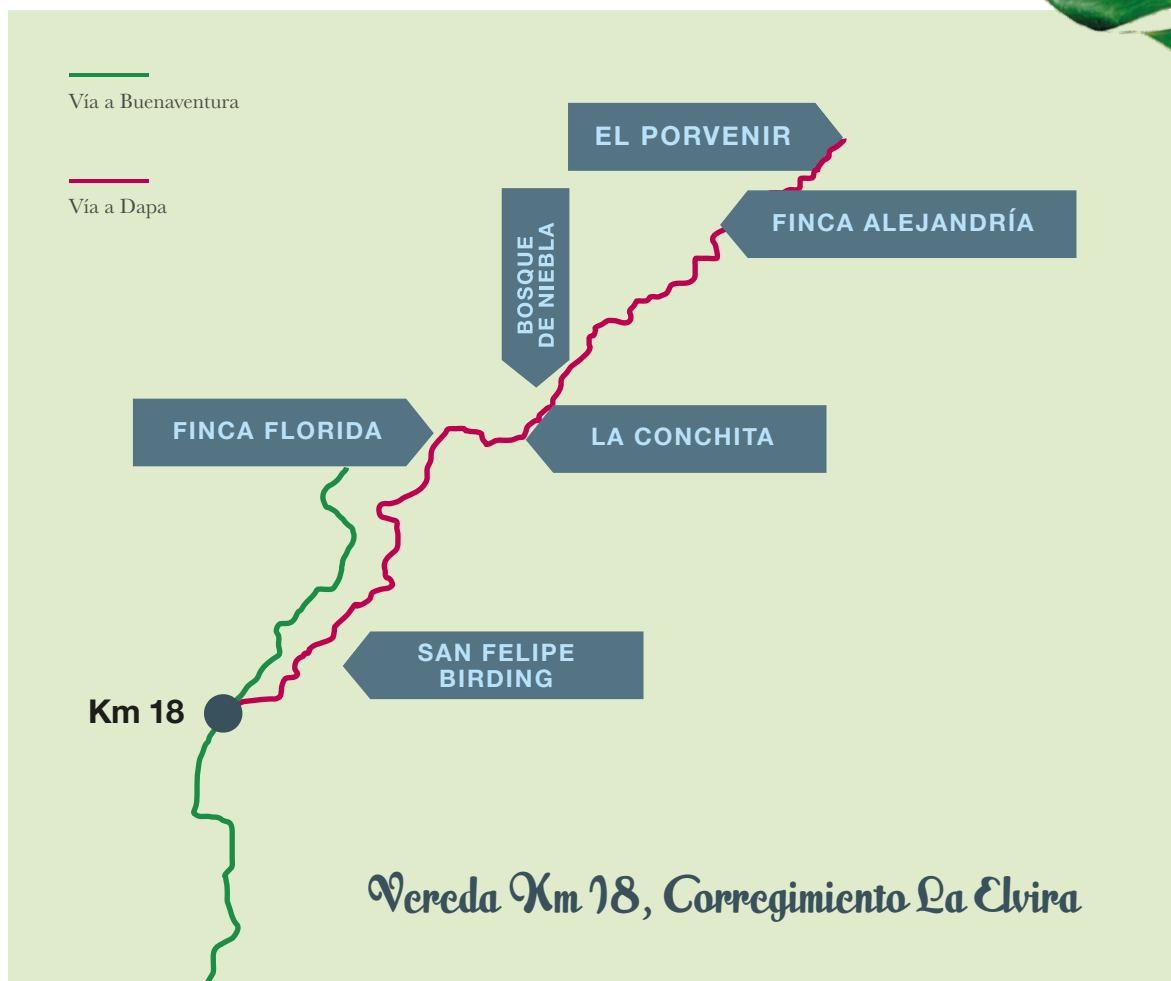 Vía a Buenaventura
Vía a Dapa
EL PORVENIR
FINCA ALEJANDRÍA
BOSQUE
DE NIEBLA
FINCA FLORIDA
LA CONCHITA
SAN FELIPE
BIRDING
Km 18
Vereda Km 18, Corregimiento La Elvira